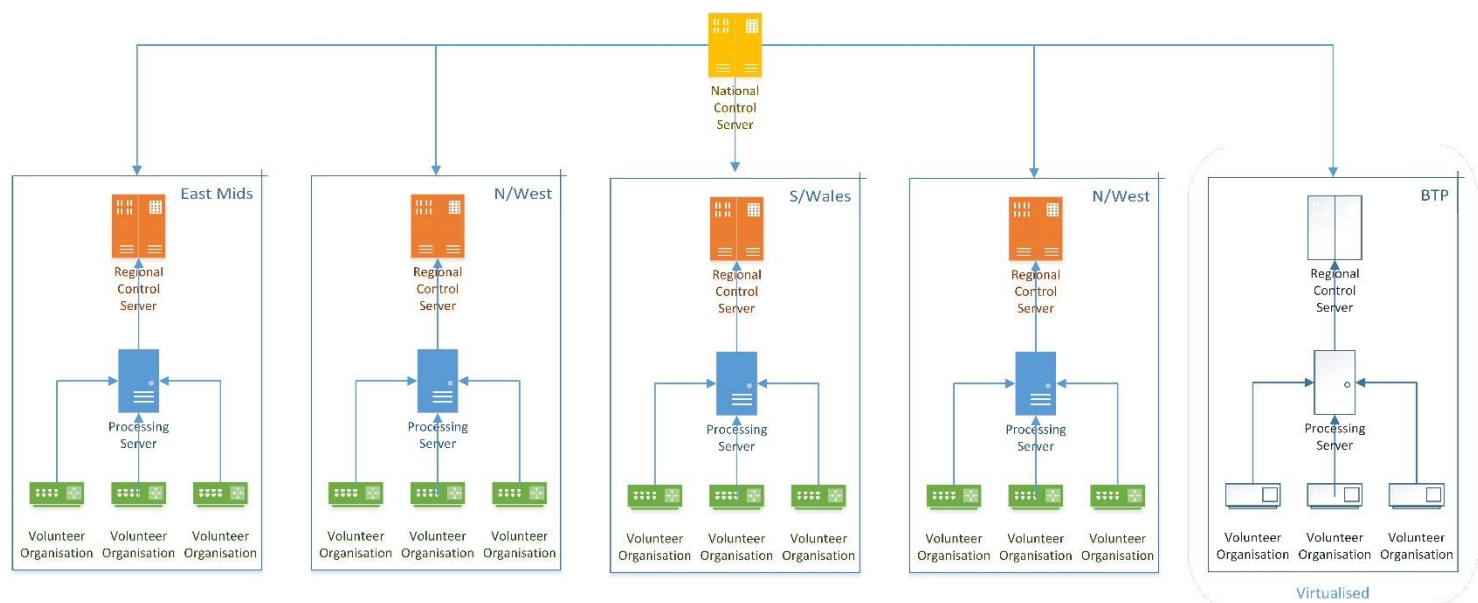 National
Control
Server
East Mids
Regional
Control
Server
Processing
Server
Volunteer
Organisation
Volunteer
Organisation
Volunteer
Organisation
N/West
Regional
Control
Server
Processing
Server
Volunteer
Organisation
Volunteer
Organisation
Volunteer
Organisation
S/Wales
Regional
Control
Server
Processing
Server
Volunteer
Organisation
Volunteer
Organisation
Volunteer
Organisation
N/West
Regional
Control
Server
Processing
Server
Volunteer
Organisation
Volunteer
Organisation
Volunteer
Organisation
BTP
Regional
Control
Server
Processing
Server
Volunteer
Organisation
Volunteer
Organisation
Volunteer
Organisation
Virtualised